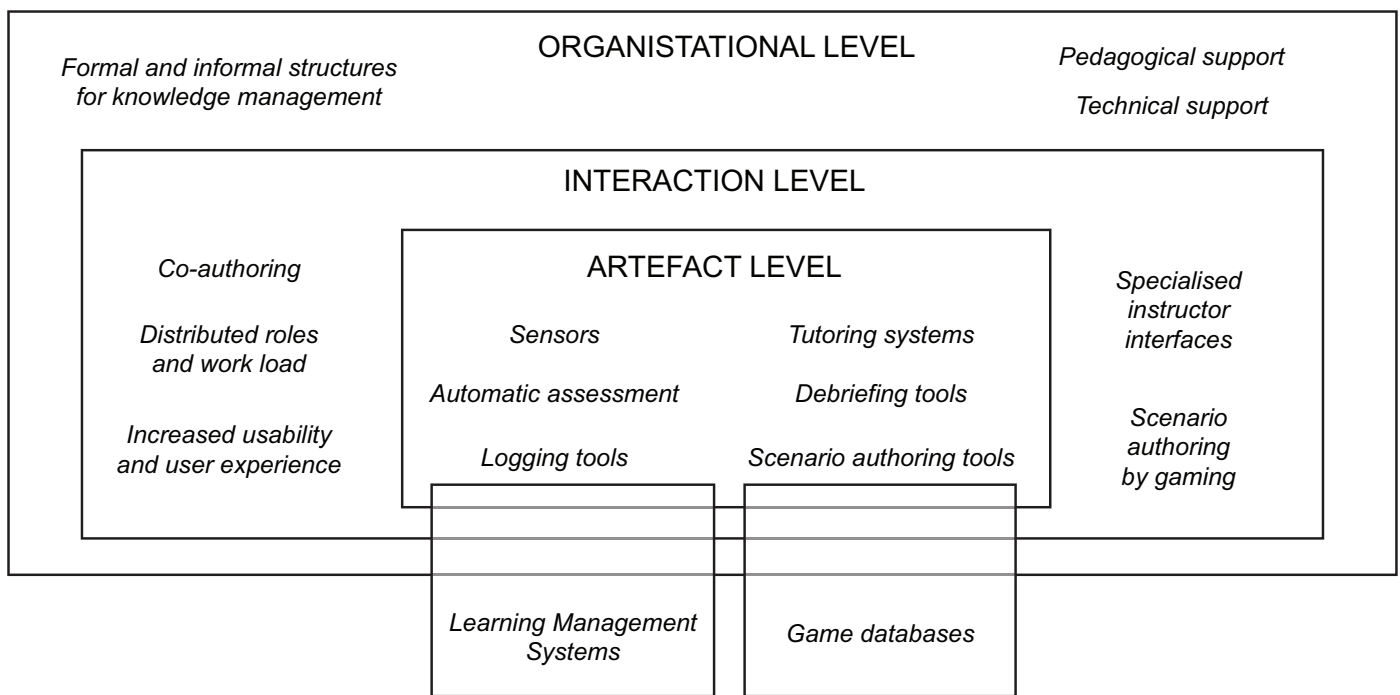 ORGANISTATIONAL LEVEL
Formal and informal structures
for knowledge management
Pedagogical support
Technical support
INTERACTION LEVEL
Co-authoring
Distributed roles
and work load
Increased usability
and user experience
ARTEFACT LEVEL
Sensors
Automatic assessment
Logging tools
Tutoring systems
Debriefing tools
Scenario authoring tools
Specialised
instructor
interfaces
Scenario
authoring
by gaming
Learning Management
Systems
Game databases